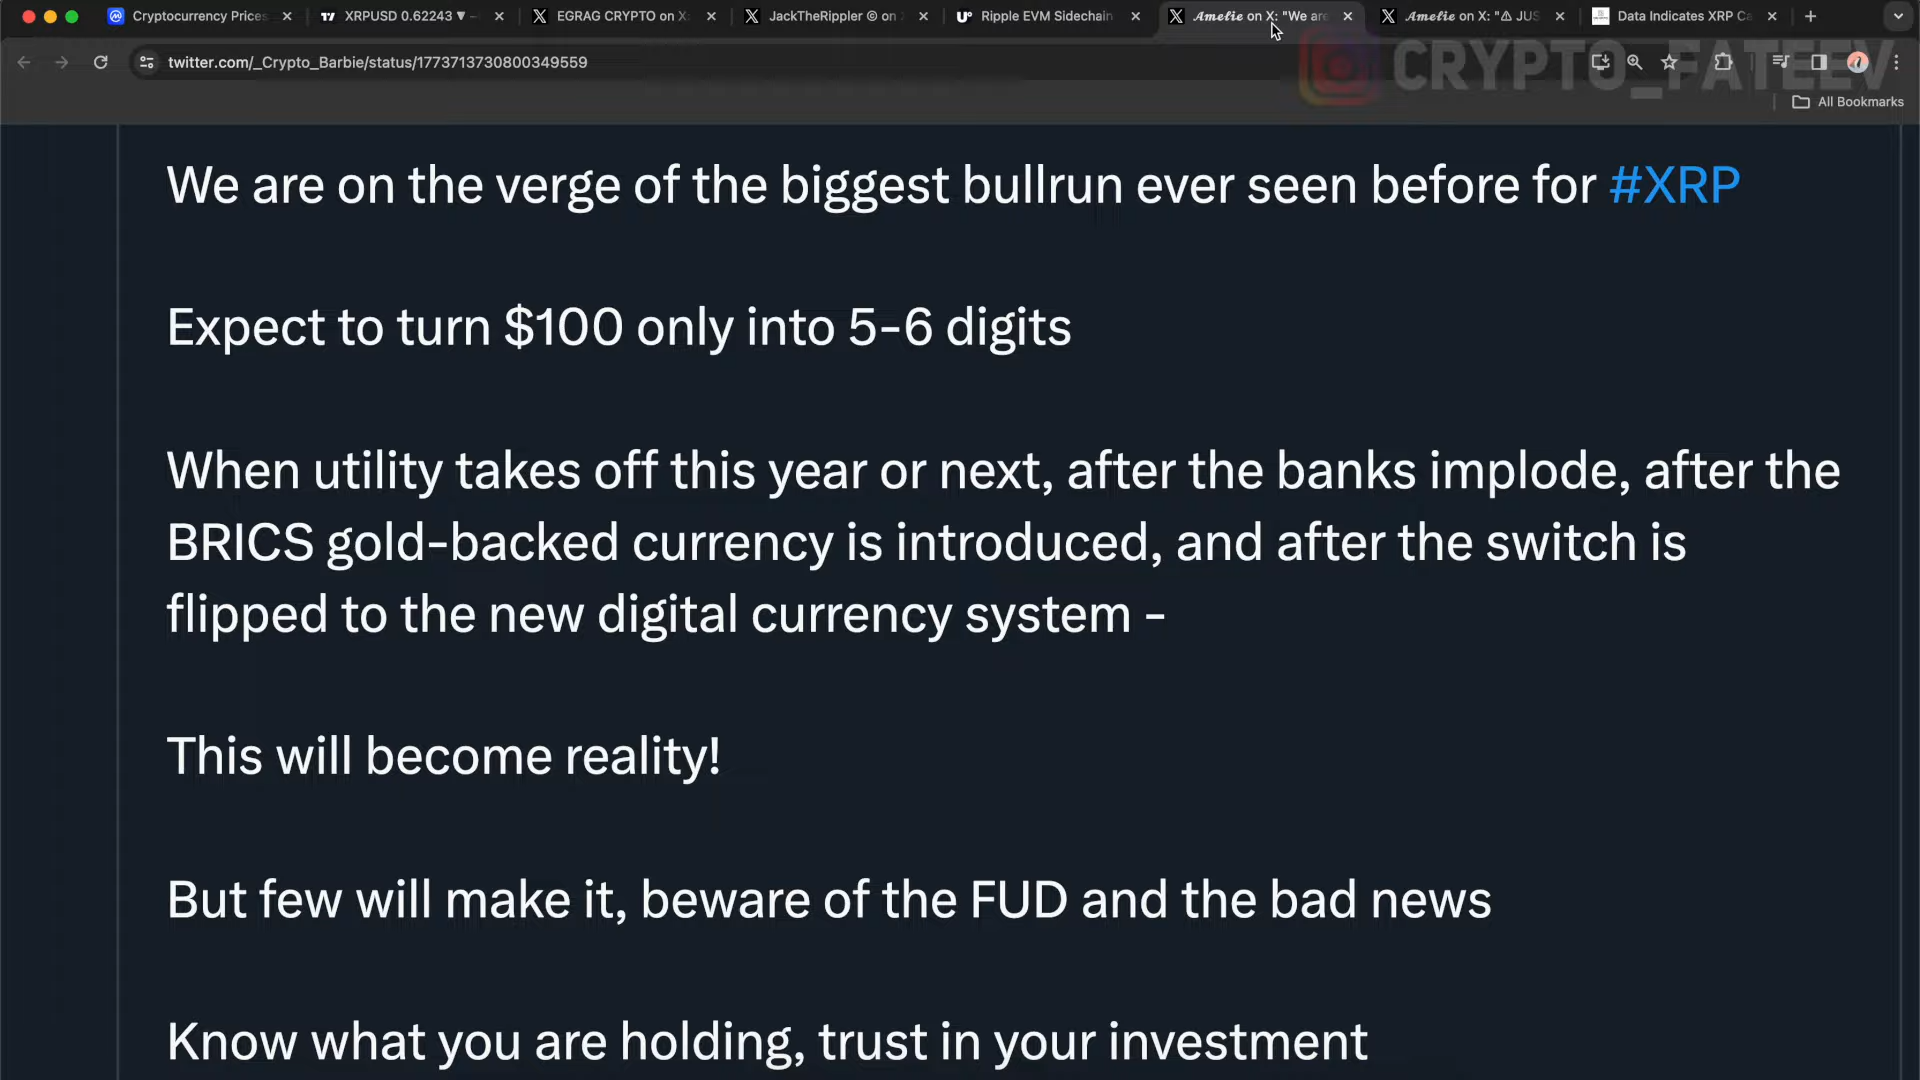 Cryptocurrency Prices
XRPUSD 0.62243 ▼ -
EGRAG CRYPTO on X:
JackTheRippler © on X
Ripple EVM Sidechain
𝓐𝓶𝓮𝓵𝓲𝓮 on X: "We are
𝓐𝓶𝓮𝓵𝓲𝓮 on X: "⚠ JUS
Data Indicates XRP Ca
twitter.com/_Crypto_Barbie/status/1773713730800349559
CRYPTO_FATEEV
All Bookmarks
We are on the verge of the biggest bullrun ever seen before for #XRP
Expect to turn $100 only into 5-6 digits
When utility takes off this year or next, after the banks implode, after the
BRICS gold-backed currency is introduced, and after the switch is
flipped to the new digital currency system -
This will become reality!
But few will make it, beware of the FUD and the bad news
Know what you are holding, trust in your investment